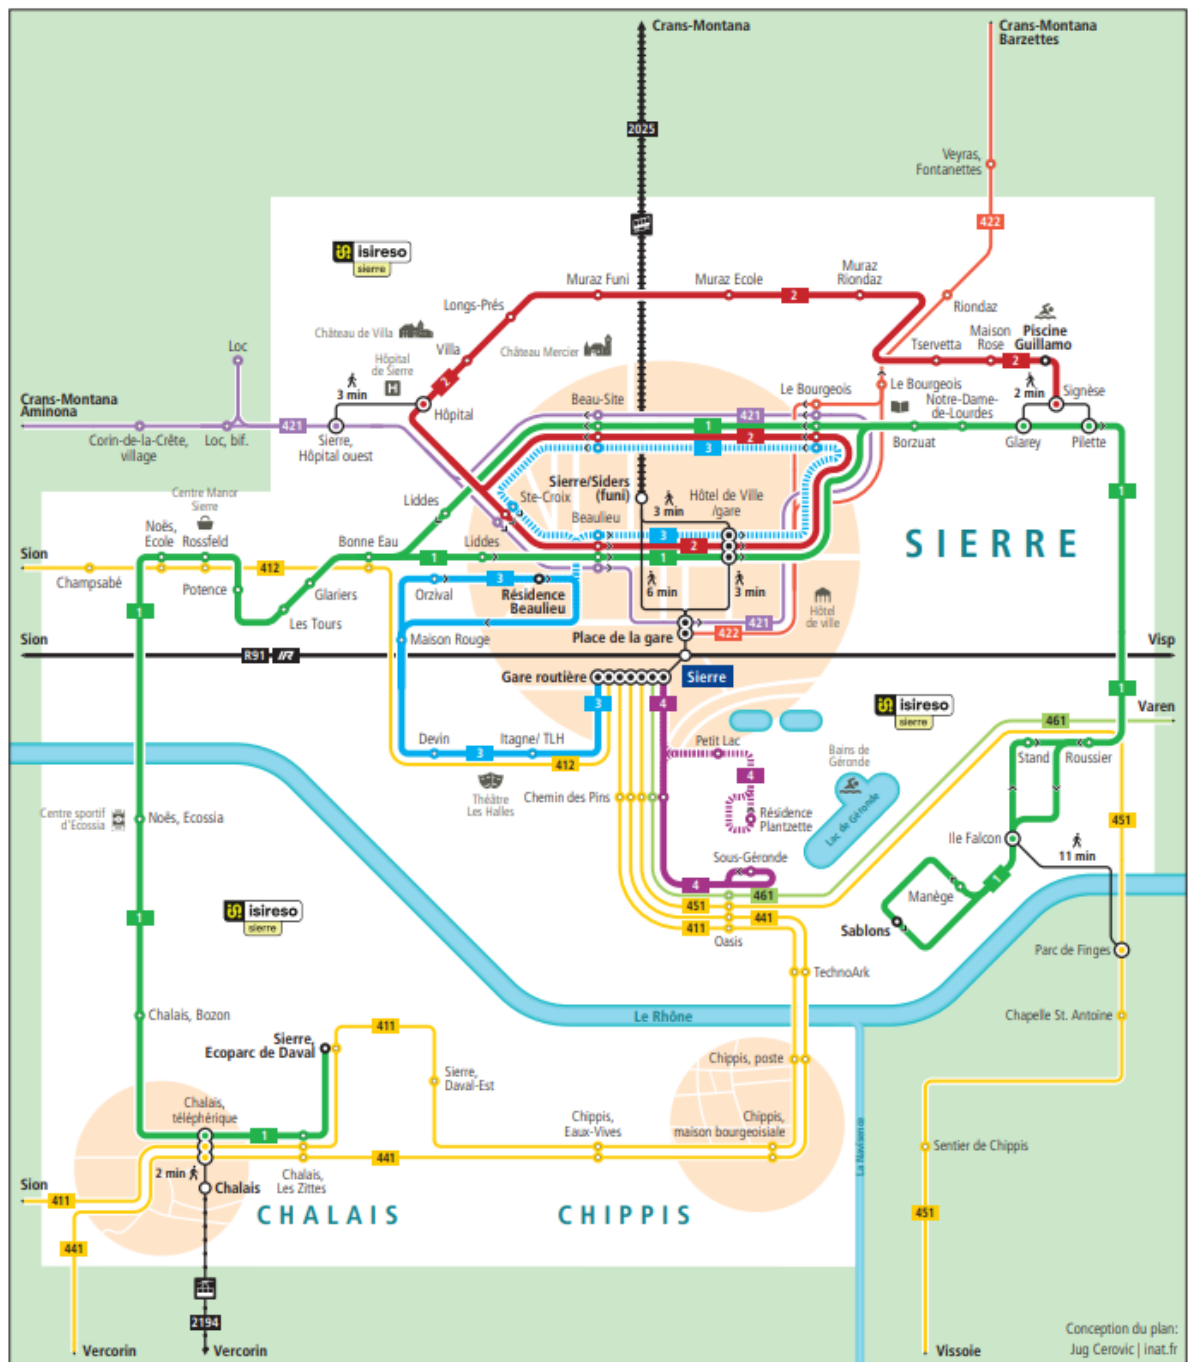 Crans-Montana
Crans-Montana
Barzettes
2025
Veyras,
Fontanettes
422
isireso
sierre
Muraz Funi
Muraz Ecole
Muraz
Riondaz
2
Riondaz
Longs-Prés
Château de Villa
Villa
Château Mercier
Hôpital
de Sierre
H
Loc
3 min
2
Tservetta
Maison
Rose
Piscine
Guillamo
2
2 min
Signèse
Le Bourgeois
Le Bourgeois
Notre-Dame-
de-Lourdes
Beau-Site
Crans-Montana
Aminona
421
Corin-de-la-Crête,
village
Loc, bif.
Sierre,
Hôpital ouest
Hôpital
421
1
2
3
Borzuat
Glarey
Pilette
Sierre/Siders
(funi)
Hôtel de Ville
/gare
Ste-Croix
Liddes
3 min
Centre Manor
Sierre
Beaulieu
1
Noës,
Ecole
Rossfeld
Bonne Eau
1
Liddes
3
2
1
SIERRE
Sion
Champsabé
412
Potence
Glariers
Les Tours
Orzival
3
Résidence
Beaulieu
6 min
3 min
Hôtel
de ville
1
Maison Rouge
Place de la gare
421
422
Sion
R91
IR
Visp
Gare routière
Sierre
3
4
1
isireso
sierre
Varen
461
Devin
3
Itagne/ TLH
412
Petit Lac
4
Bains de
Géronde
Stand
Roussier
Théâtre
Les Halles
Chemin des Pins
Résidence
Plantzette
Lac de Géronde
Centre sportif
d'Ecossia
Noës, Ecossia
451
Ile Falcon
11 min
Sous-Géronde
4
461
451
441
411
Oasis
1
Manège
Sablons
isireso
sierre
1
Parc de Finges
TechnoArk
Chalais, Bozon
Le Rhône
Chapelle St. Antoine
411
Sierre,
Ecoparc de Daval
Sierre,
Daval-Est
Chippis, poste
Chalais,
téléphérique
1
Chippis,
Eaux-Vives
Chippis,
maison bourgeoisiale
La Navisence
Sentier de Chippis
441
2 min
Chalais,
Les Zittes
Sion
411
Chalais
CHALAIS
CHIPPIS
451
441
2194
Vercorin
Vercorin
Vissoie
Conception du plan:
Jug Cerovic | inat.fr